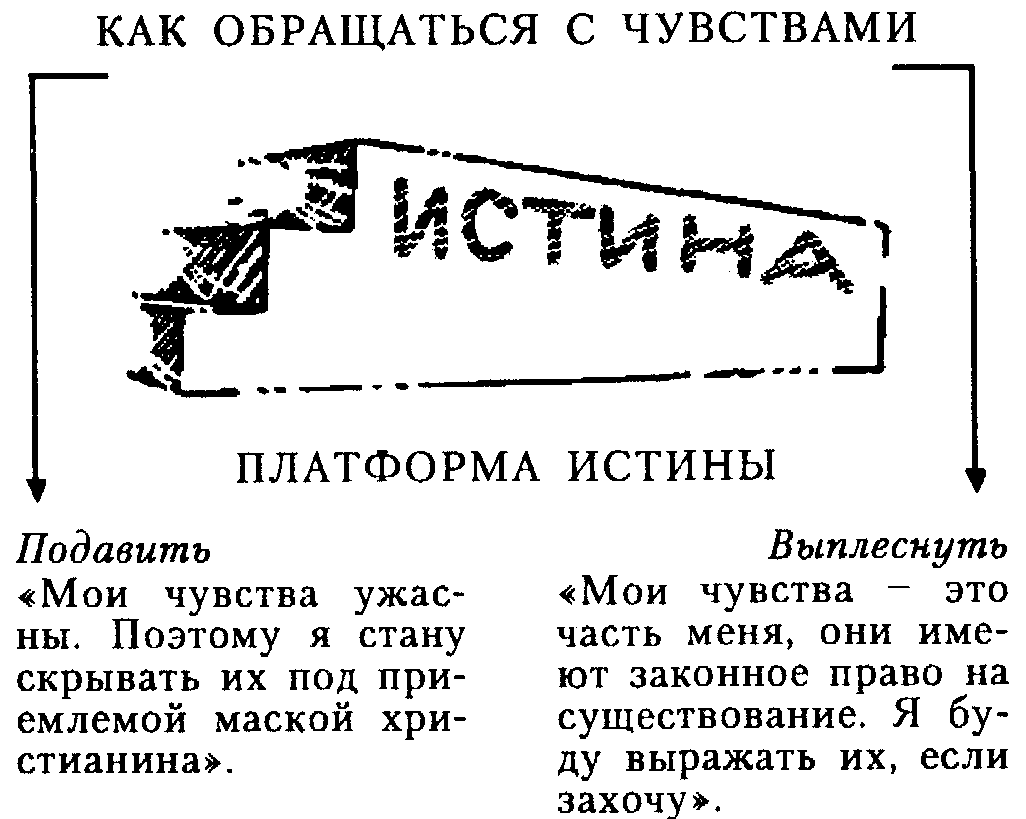 КАК ОБРАЩАТЬСЯ С ЧУВСТВАМИ
ИСТИНА
ПЛАТФОРМА ИСТИНЫ
Подавить
«Мои чувства ужас-
ны. Поэтому я стану
скрывать их под при-
емлемой маской хри-
стианина».
Выплеснуть
«Мои чувства – это
часть меня, они име-
ют законное право на
существование. Я бу-
ду выражать их, если
захочу».